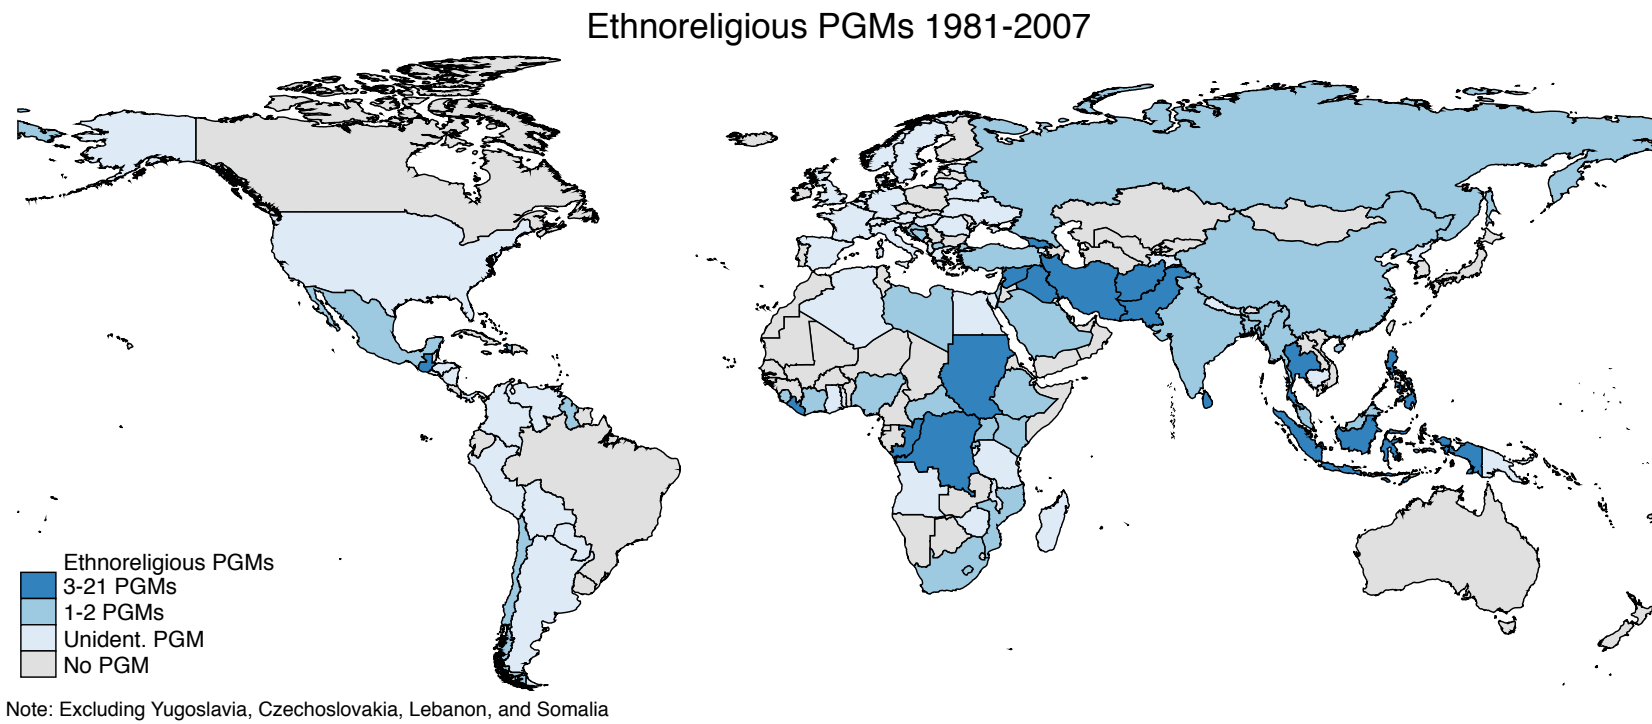 Ethnoreligious PGMs 1981-2007
Ethnoreligious PGMs
3-21 PGMs
1-2 PGMs
Unident. PGM
No PGM
Note: Excluding Yugoslavia, Czechoslovakia, Lebanon, and Somalia